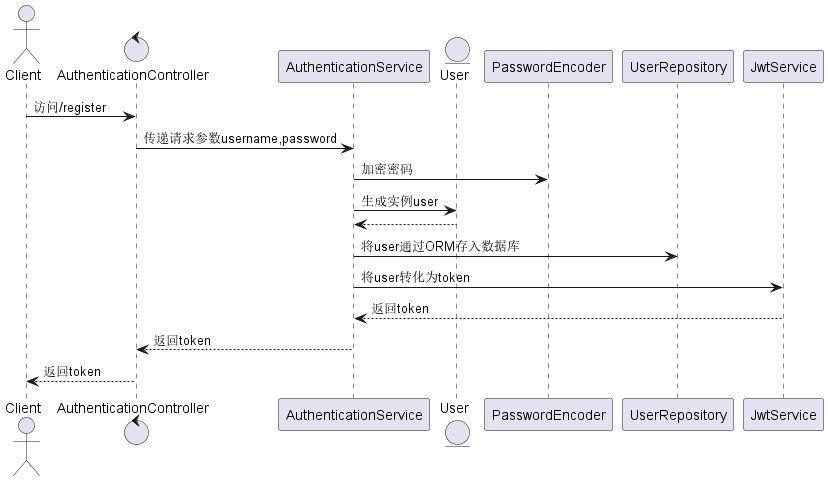 Client
AuthenticationController
AuthenticationService
User
PasswordEncoder
UserRepository
JwtService
访问/register
传递请求参数username,password
加密密码
生成实例user
将user通过ORM存入数据库
将user转化为token
返回token
返回token
返回token
Client
AuthenticationController
AuthenticationService
User
PasswordEncoder
UserRepository
JwtService